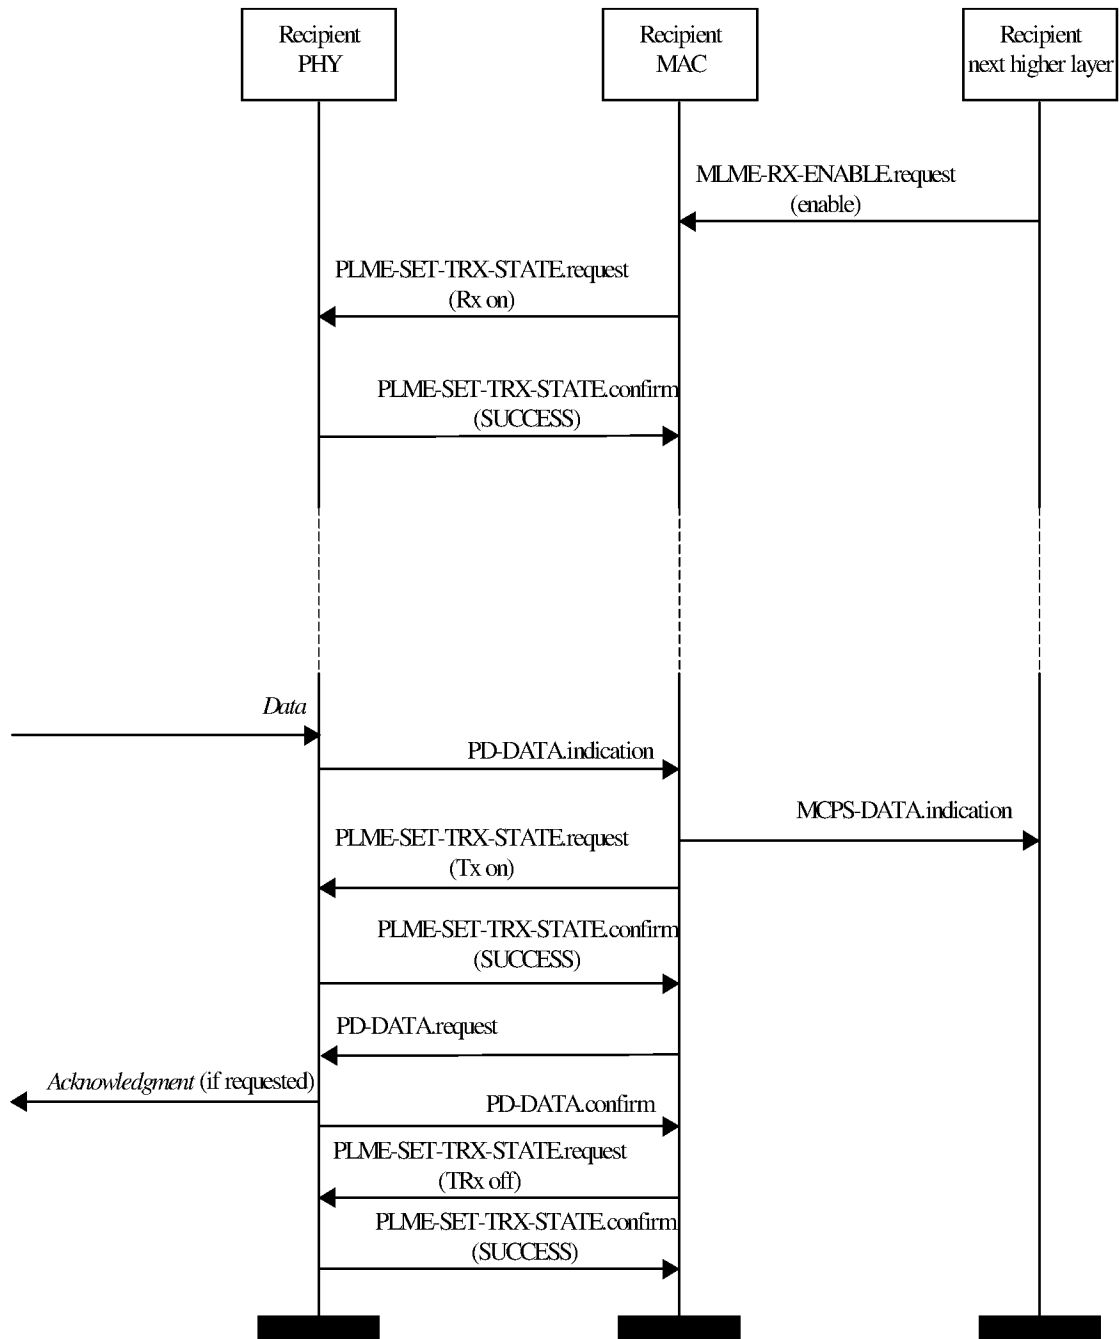 Recipient
PHY
Recipient
MAC
Recipient
next higher layer
MLME-RX-ENABLE.request
(enable)
PLME-SET-TRX-STATE.request
(Rx on)
PLME-SET-TRX-STATE.confirm
(SUCCESS)
Data
PD-DATA.indication
MCPS-DATA.indication
PLME-SET-TRX-STATE.request
(Tx on)
PLME-SET-TRX-STATE.confirm
(SUCCESS)
PD-DATA.request
Acknowledgment (if requested)
PD-DATA.confirm
PLME-SET-TRX-STATE.request
(TRx off)
PLME-SET-TRX-STATE.confirm
(SUCCESS)